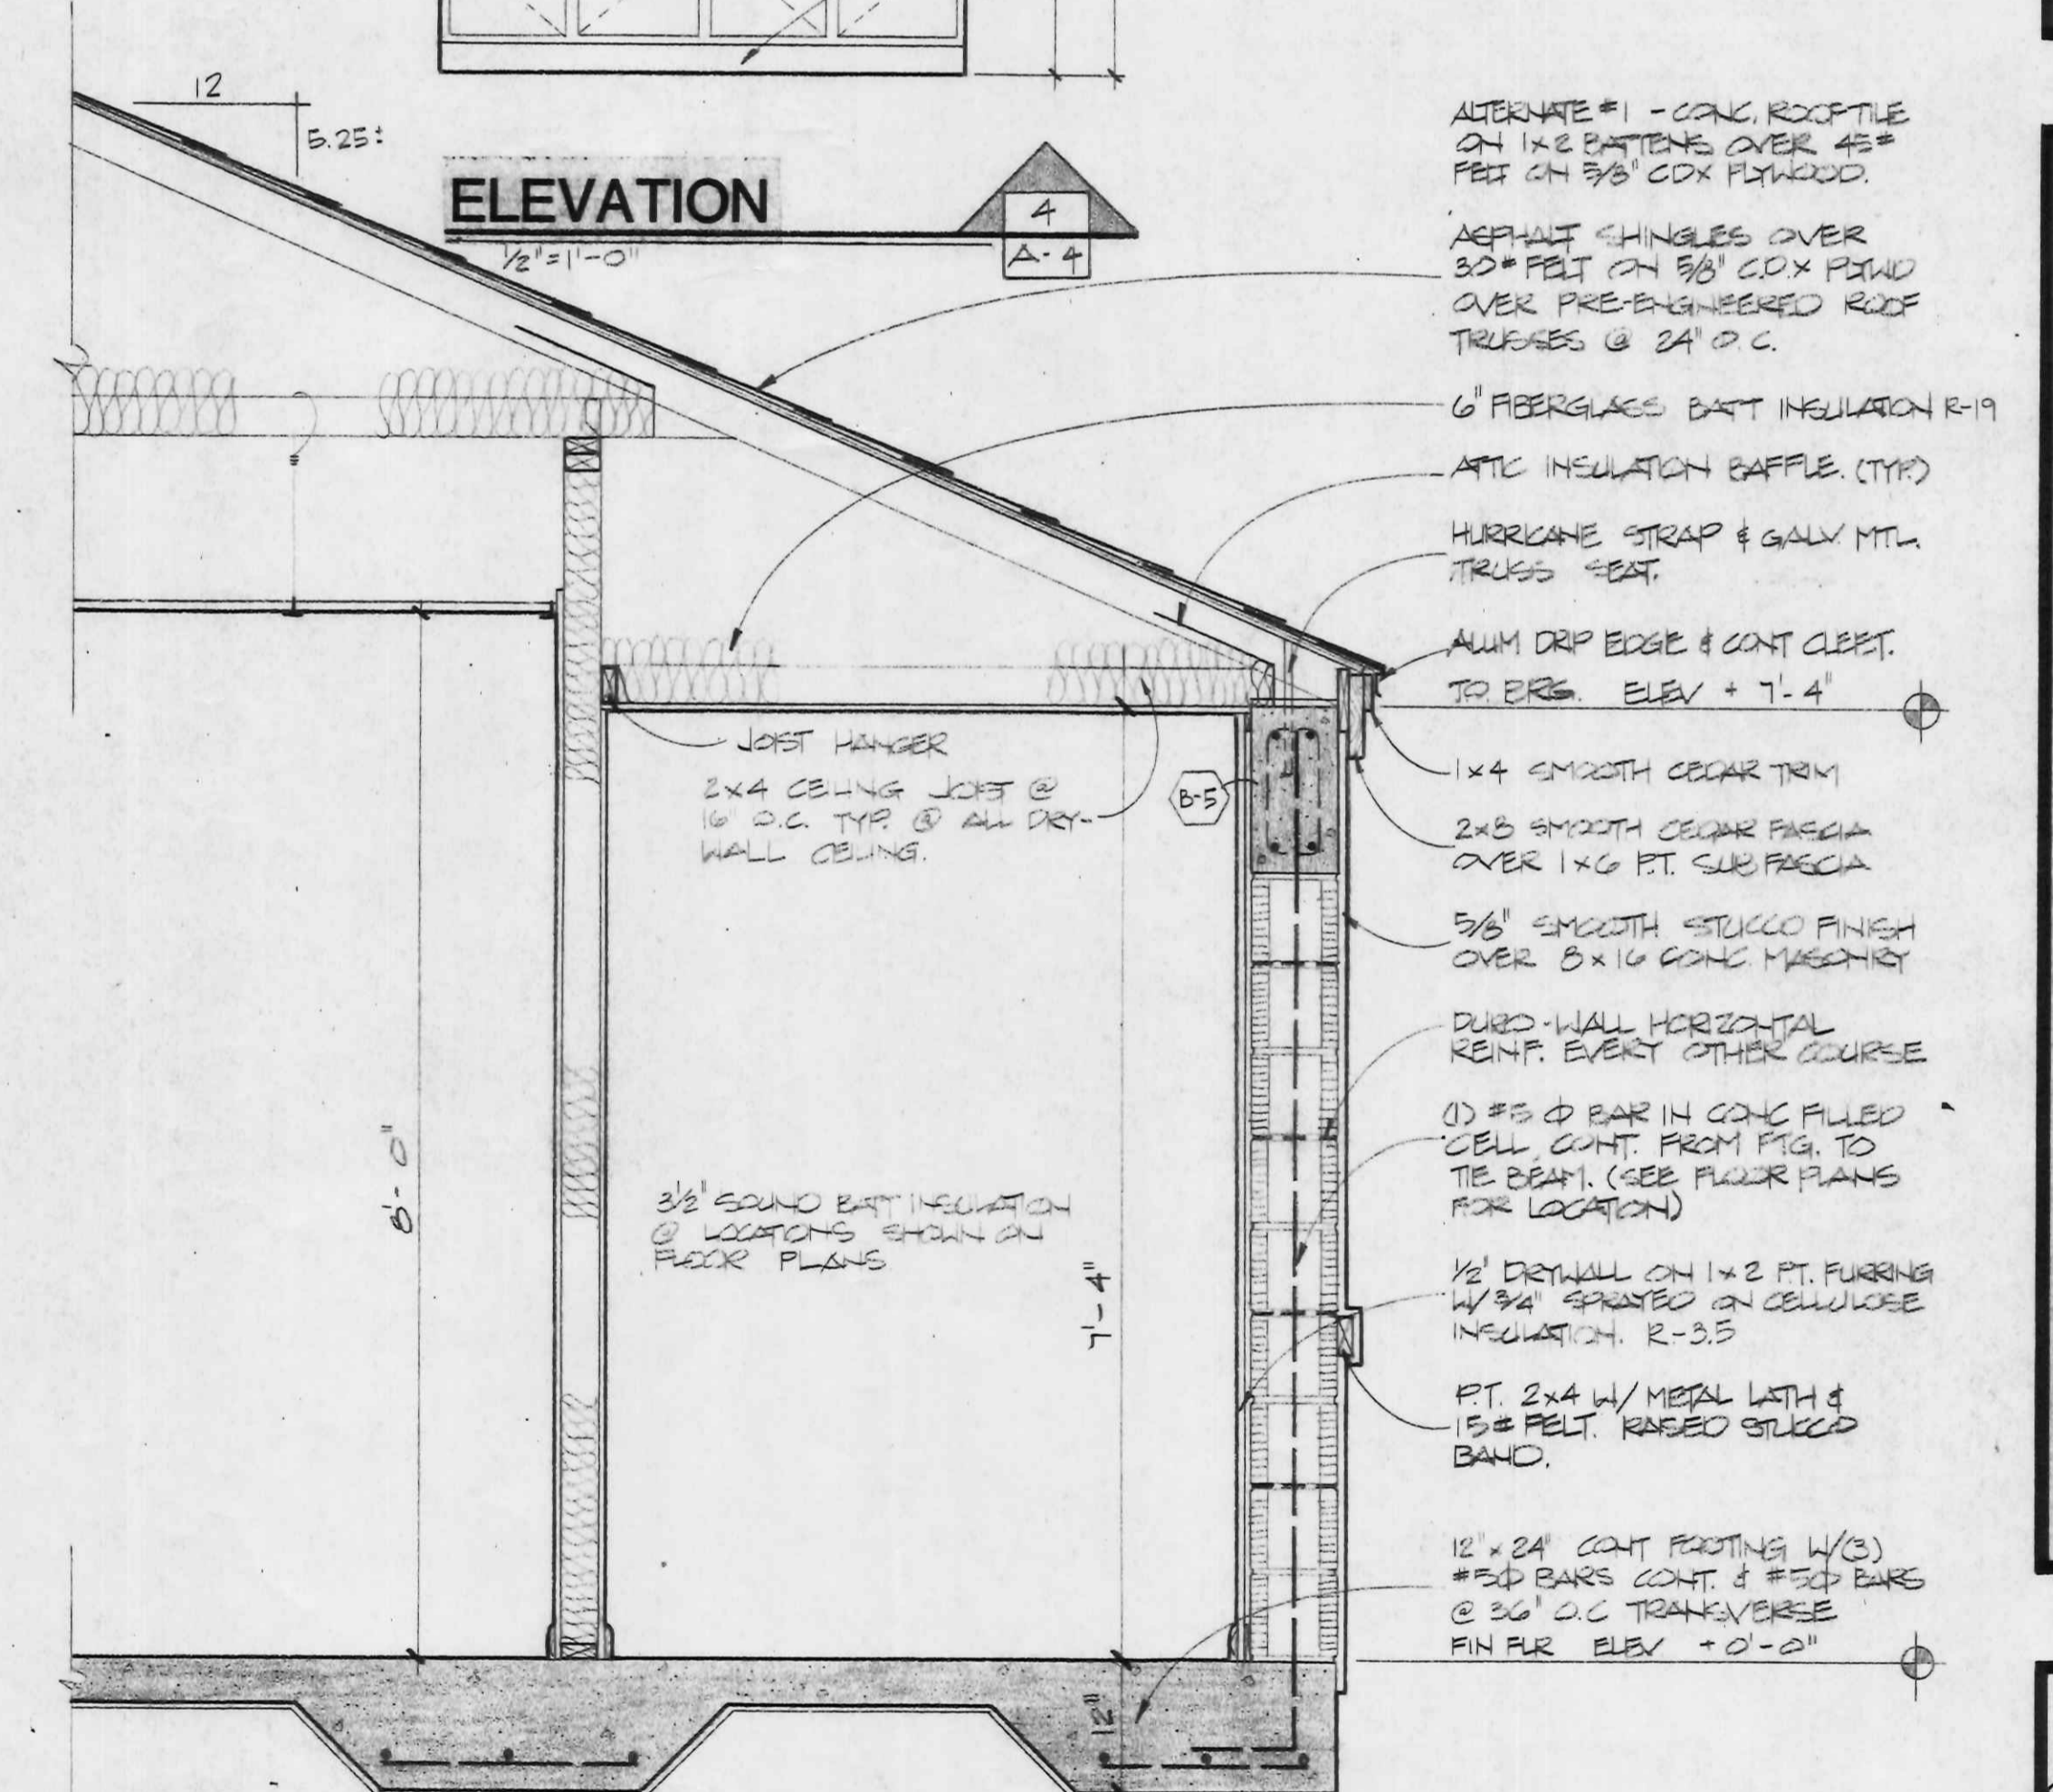 12
5.25±
ELEVATION
1/2"=1'-0"
4
A-4
ALTERNATE #1 - CONC. ROOF TILE
ON 1x2 BATTENS OVER 45#
FELT ON 5/8" CDX PLYWOOD.
ASPHALT SHINGLES OVER
30# FELT ON 5/8" C.D.X PLYWD
OVER PRE-ENGINEERED ROOF
TRUSSES @ 24" O.C.
6" FIBERGLASS BATT INSULATION R-19
ATTIC INSULATION BAFFLE. (TYP.)
HURRICANE STRAP & GALV. MTL.
TRUSS SEAT.
ALUM DRIP EDGE & CONT CLEET.
T.O. BRG. ELEV + 7'-4"
1x4 SMOOTH CEDAR TRIM
2x8 SMOOTH CEDAR FASCIA
OVER 1x6 P.T. SUB FASCIA
5/8" SMOOTH STUCCO FINISH
OVER 8x16 CONC. MASONRY
DURO-WALL HORIZONTAL
REINF. EVERY OTHER COURSE
(1) #5 Φ BAR IN CONC FILLED
CELL CONT. FROM FTG. TO
TIE BEAM. (SEE FLOOR PLANS
FOR LOCATION)
1/2" DRYWALL ON 1x2 P.T. FURRING
W/ 3/4" SPRAYED ON CELLULOSE
INSULATION. R-3.5
P.T. 2x4 W/ METAL LATH &
15# FELT. RAISED STUCCO
BAND.
12" x 24" CONT FOOTING W/(3)
#5Φ BARS CONT. & #5Φ BARS
@ 36" O.C TRANSVERSE
FIN FLR ELEV +0'-0"
JOIST HANGER
2x4 CEILING JOIST @
16" O.C. TYP. @ ALL DRY-
WALL CEILING.
B-5
8'-0"
3 1/2" SOUND BATT INSULATION
@ LOCATIONS SHOWN ON
FLOOR PLANS
7'-4"
12"